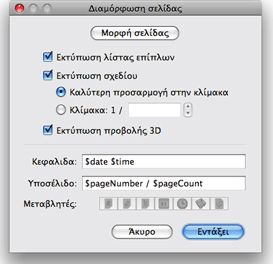 Διαμόρφωση σελίδας
Μορφή σελίδας
Εκτύπωση λίστας επίπλων
Εκτύπωση σχεδίου
Καλύτερη προσαρμογή στην κλίμακα
Κλίμακα: 1 /
Εκτύπωση προβολής 3D
Κεφαλιδα: $date $time
Υποσέλιδο: $pageNumber / $pageCount
Μεταβλητές:
Άκυρο Εντάξει